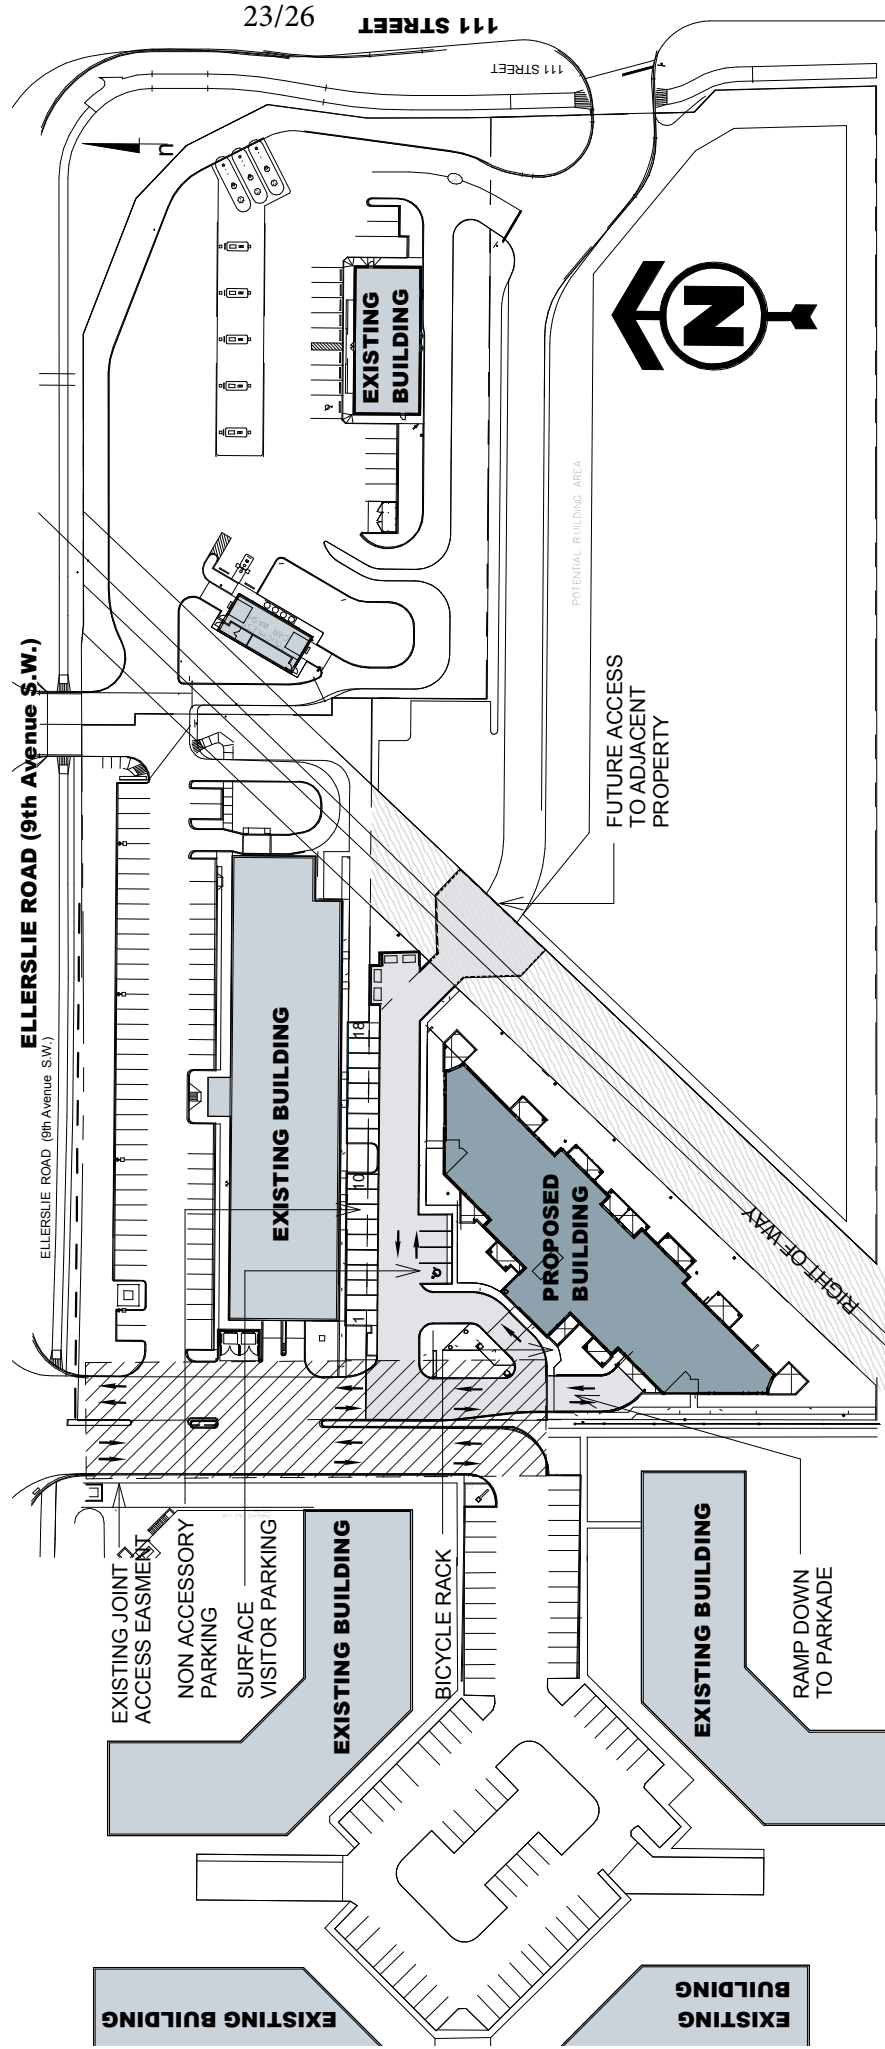 23/26
111 STREET
111 STREET
n
EXISTING
BUILDING
N
POTENTIAL BUILDING AREA
ELLERSLIE ROAD (9th Avenue S.W.)
ELLERSLIE ROAD (9th Avenue S.W.)
FUTURE ACCESS
TO ADJACENT
PROPERTY
EXISTING BUILDING
18
10
1
PROPOSED
BUILDING
RIGHT OF WAY
EXISTING JOINT
ACCESS EASMENT
NON ACCESSORY
PARKING
SURFACE
VISITOR PARKING
BICYCLE RACK
RAMP DOWN
TO PARKADE
EXISTING BUILDING
EXISTING BUILDING
EXISTING BUILDING
EXISTING
BUILDING